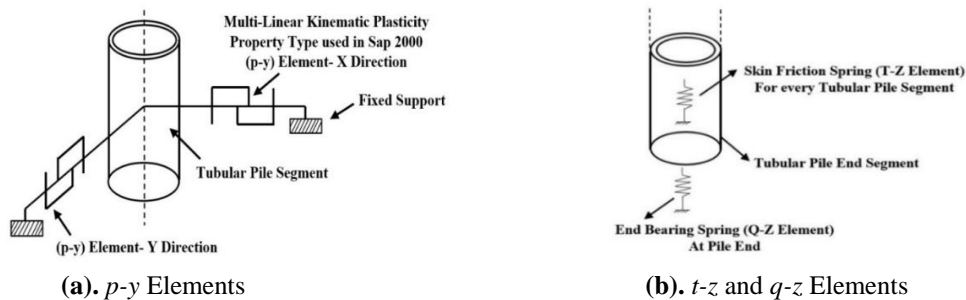 Multi-Linear Kinematic Plasticity
Property Type used in Sap 2000
(p-y) Element- X Direction
Fixed Support
Tubular Pile Segment
(p-y) Element- Y Direction
(a). p-y Elements
Skin Friction Spring (T-Z Element)
For every Tubular Pile Segment
Tubular Pile End Segment
End Bearing Spring (Q-Z Element)
At Pile End
(b). t-z and q-z Elements